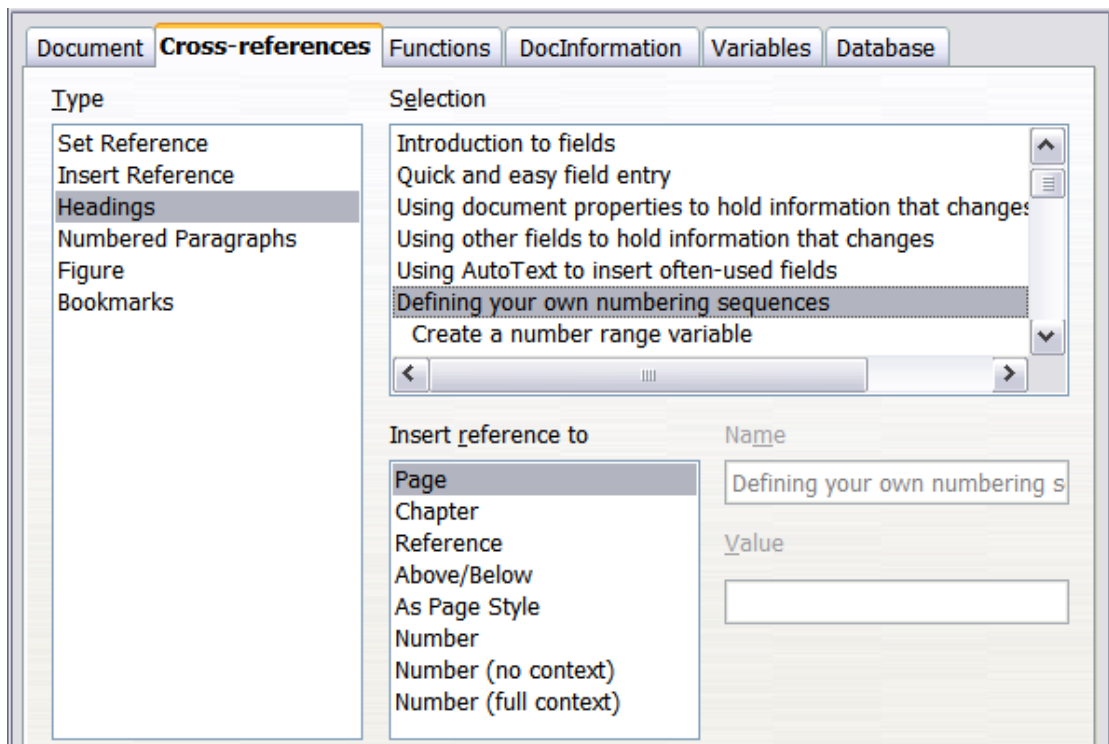 Document Cross-references Functions DocInformation Variables Database
Type
Set Reference
Insert Reference
Headings
Numbered Paragraphs
Figure
Bookmarks
Selection
Introduction to fields
Quick and easy field entry
Using document properties to hold information that changes
Using other fields to hold information that changes
Using AutoText to insert often-used fields
Defining your own numbering sequences
Create a number range variable
Insert reference to
Page
Chapter
Reference
Above/Below
As Page Style
Number
Number (no context)
Number (full context)
Name
Defining your own numbering s
Value